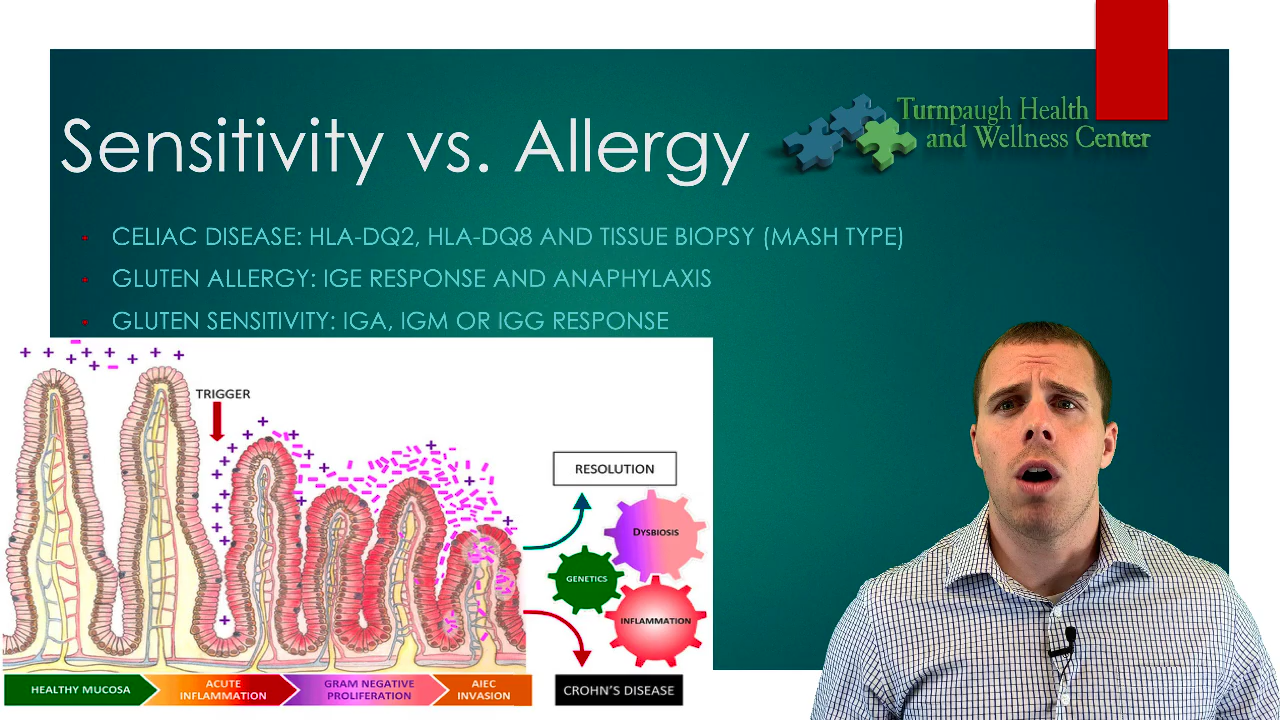 Sensitivity vs. Allergy
Turnpaugh Health
and Wellness Center
CELIAC DISEASE: HLA-DQ2, HLA-DQ8 AND TISSUE BIOPSY (MASH TYPE)
GLUTEN ALLERGY: IGE RESPONSE AND ANAPHYLAXIS
GLUTEN SENSITIVITY: IGA, IGM OR IGG RESPONSE
TRIGGER
RESOLUTION
DYSBIOSIS
GENETICS
INFLAMMATION
HEALTHY MUCOSA
ACUTE
INFLAMMATION
GRAM NEGATIVE
PROLIFERATION
AIEC
INVASION
CROHN'S DISEASE